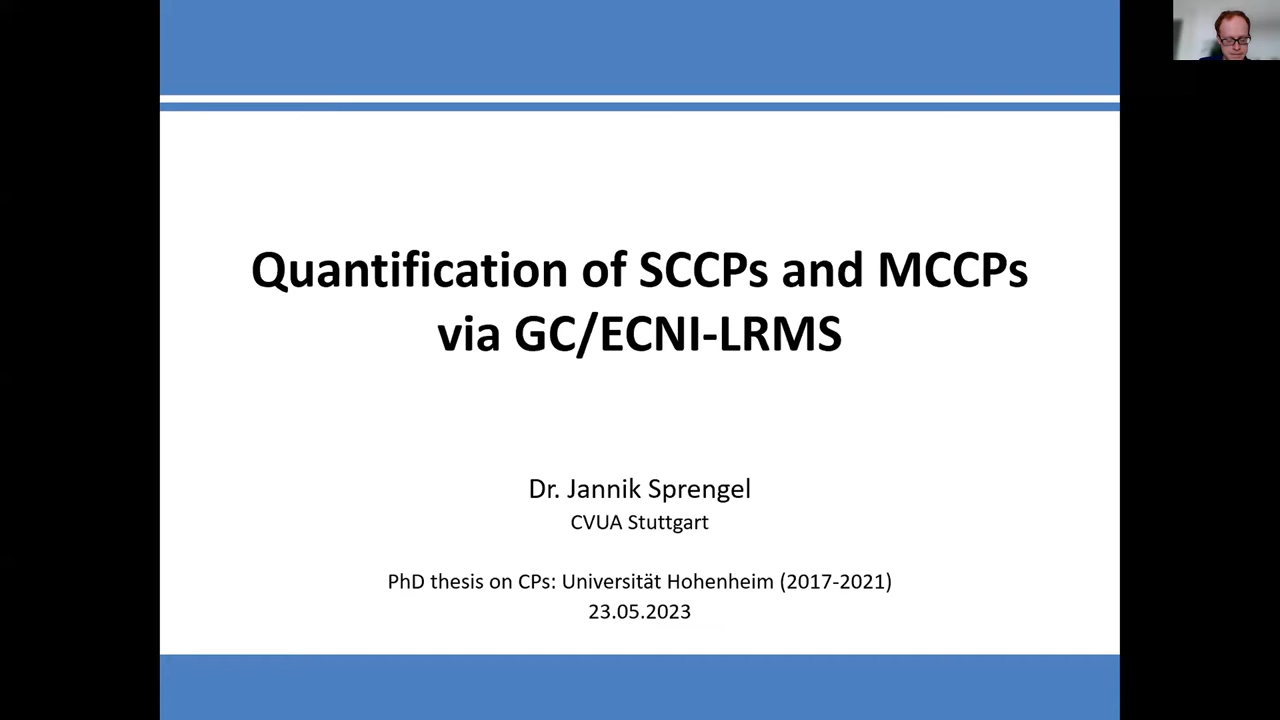 Quantification of SCCPs and MCCPs
via GC/ECNI-LRMS
Dr. Jannik Sprengel
CVUA Stuttgart
PhD thesis on CPs: Universität Hohenheim (2017-2021)
23.05.2023